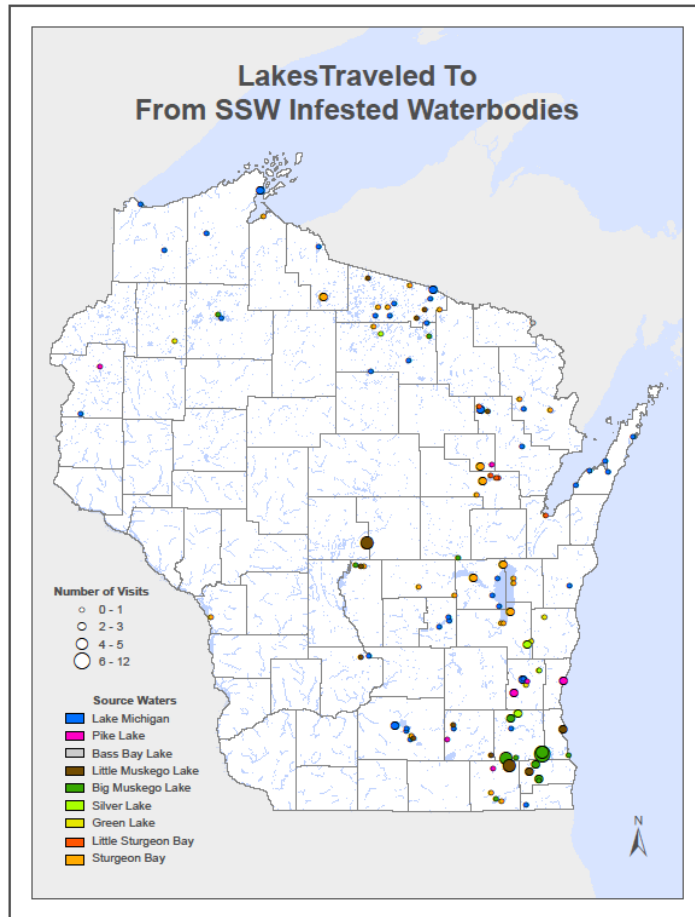 LakesTraveled To
From SSW Infested Waterbodies
Number of Visits
0 - 1
2 - 3
4 - 5
6 - 12
Source Waters
Lake Michigan
Pike Lake
Bass Bay Lake
Little Muskego Lake
Big Muskego Lake
Silver Lake
Green Lake
Little Sturgeon Bay
Sturgeon Bay
N